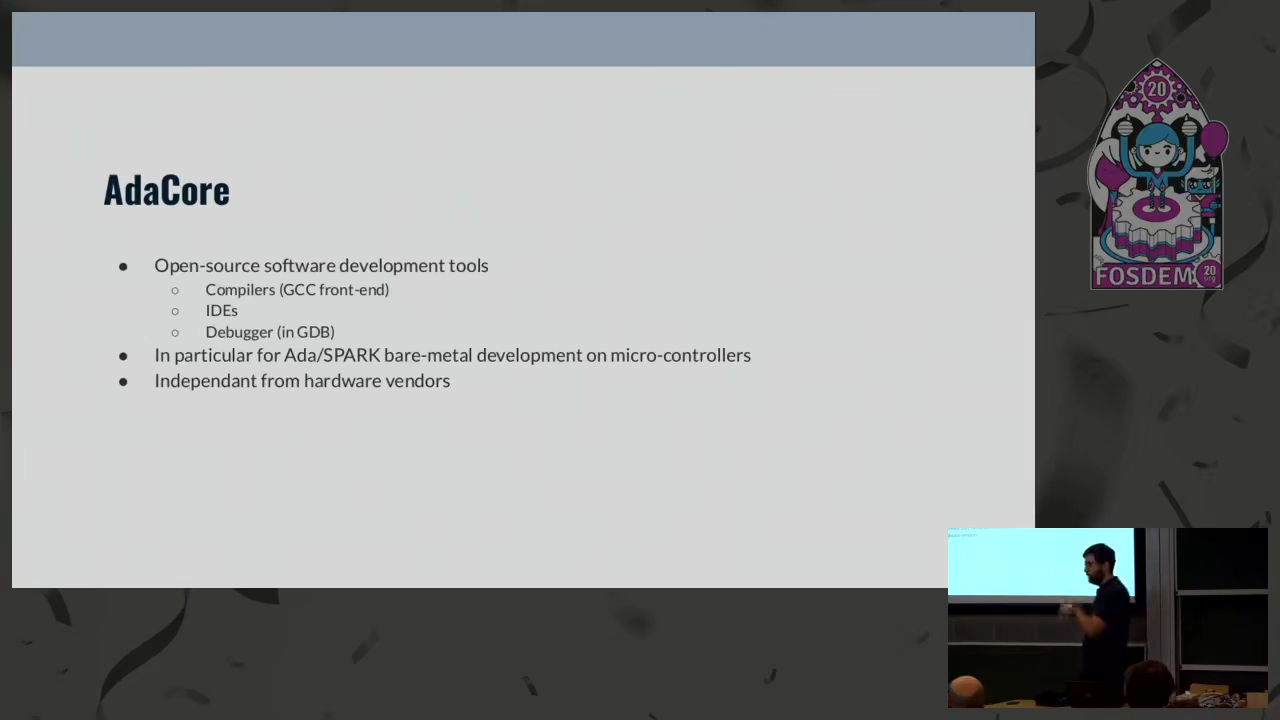 AdaCore
● Open-source software development tools
○ Compilers (GCC front-end)
○ IDEs
○ Debugger (in GDB)
● In particular for Ada/SPARK bare-metal development on micro-controllers
● Independant from hardware vendors
20
FOSDEM
20
org